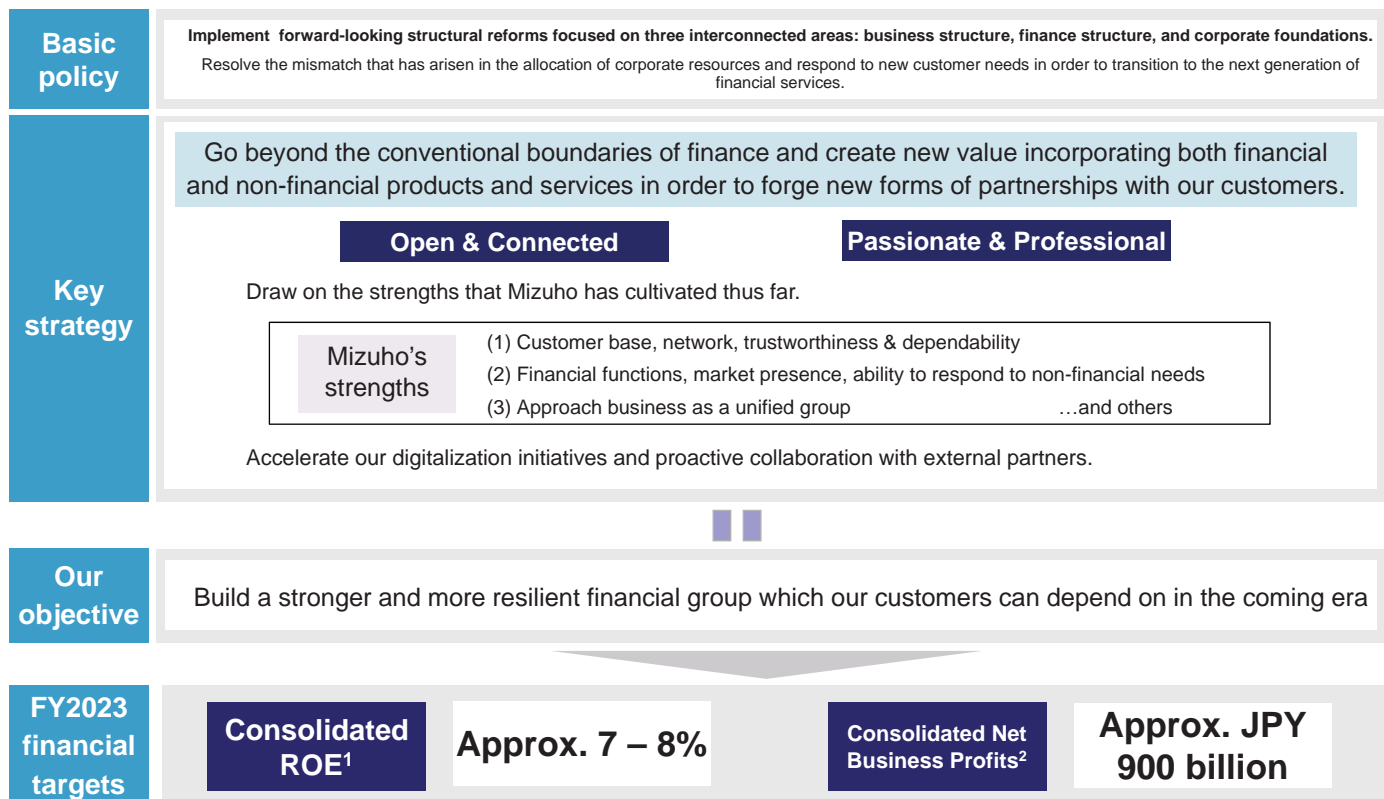 Basic
policy
Implement forward-looking structural reforms focused on three interconnected areas: business structure, finance structure, and corporate foundations.
Resolve the mismatch that has arisen in the allocation of corporate resources and respond to new customer needs in order to transition to the next generation of
financial services.
Key
strategy
Go beyond the conventional boundaries of finance and create new value incorporating both financial
and non-financial products and services in order to forge new forms of partnerships with our customers.
Open & Connected
Passionate & Professional
Draw on the strengths that Mizuho has cultivated thus far.
Mizuho's
strengths
(1) Customer base, network, trustworthiness & dependability
(2) Financial functions, market presence, ability to respond to non-financial needs
(3) Approach business as a unified group …and others
Accelerate our digitalization initiatives and proactive collaboration with external partners.
Our
objective
Build a stronger and more resilient financial group which our customers can depend on in the coming era
FY2023
financial
targets
Consolidated
ROE¹
Approx. 7 – 8%
Consolidated Net
Business Profits²
Approx. JPY
900 billion